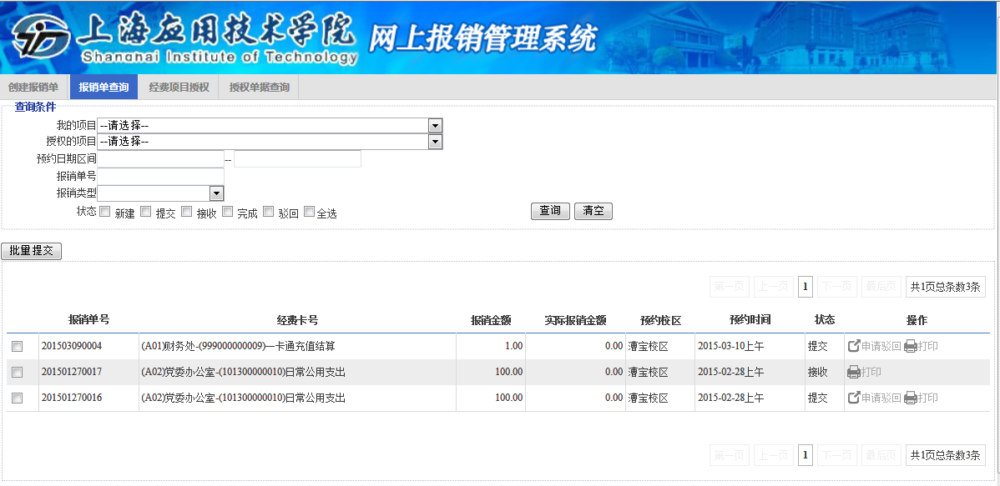 上海应用技术学院 网上报销管理系统
Shanghai Institute of Technology
创建报销单 报销单查询 经费项目授权 授权单据查询
查询条件
我的项目 --请选择--
授权的项目 --请选择--
预约日期区间 --
报销单号
报销类型
状态 新建 提交 接收 完成 驳回 全选 查询 清空
批量提交
第一页 上一页 1 下一页 最后页 共1页总条数3条
报销单号 经费卡号 报销金额 实际报销金额 预约校区 预约时间 状态 操作
201503090004 (A01)财务处-(999000000009)一卡通充值结算 1.00 0.00 漕宝校区 2015-03-10上午 提交 申请驳回 打印
201501270017 (A02)党委办公室-(101300000010)日常公用支出 100.00 0.00 漕宝校区 2015-02-28上午 接收 打印
201501270016 (A02)党委办公室-(101300000010)日常公用支出 100.00 0.00 漕宝校区 2015-02-28上午 提交 申请驳回 打印
第一页 上一页 1 下一页 最后页 共1页总条数3条